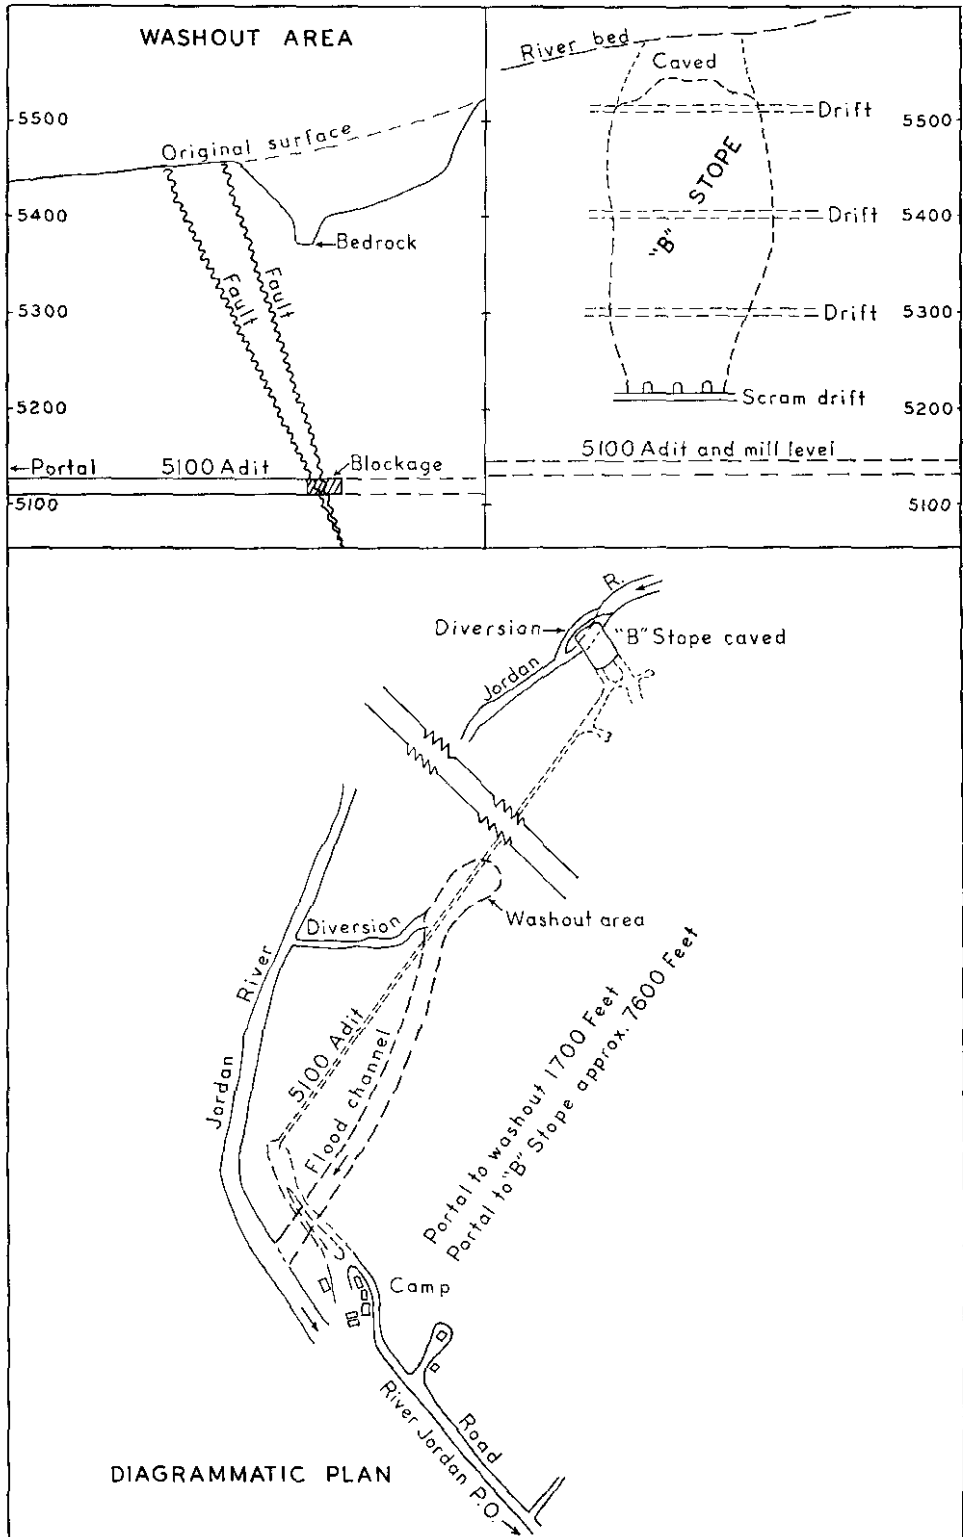 WASHOUT AREA
5500
Original surface
5400
Bedrock
Fault
Fault
5300
5200
Portal
5100 Adit
Blockage
5100
River bed
Caved
Drift
5500
"B" STOPE
Drift
5400
Drift
5300
Scram drift
5200
5100 Adit and mill level
5100
R.
Diversion
"B" Stope caved
Jordan
Washout area
Diversion
River
Jordan
5100 Adit
Flood channel
Portal to washout 1700 Feet
Portal to "B" Stope approx. 7600 Feet
Camp
Road
River Jordan P.O.
DIAGRAMMATIC PLAN